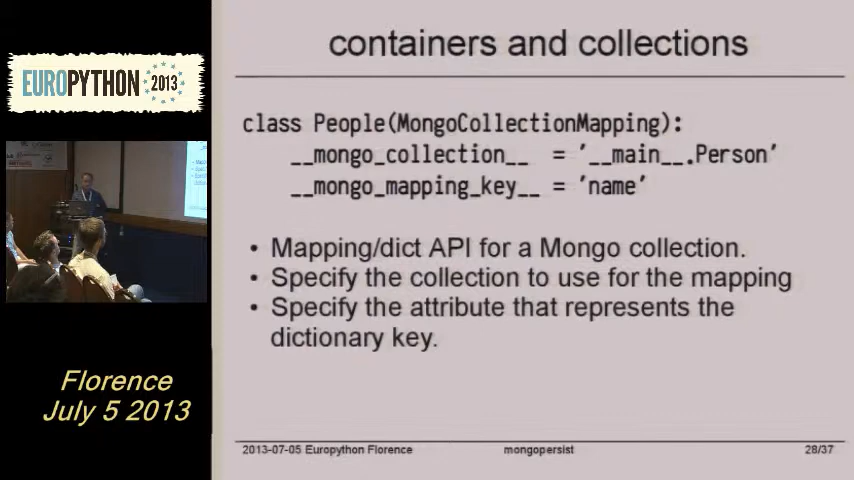 EUROPYTHON 2013
Florence
July 5 2013
containers and collections
class People(MongoCollectionMapping):
__mongo_collection__ = '__main__.Person'
__mongo_mapping_key__ = 'name'
• Mapping/dict API for a Mongo collection.
• Specify the collection to use for the mapping
• Specify the attribute that represents the
dictionary key.
2013-07-05 Europython Florence mongopersist 28/37